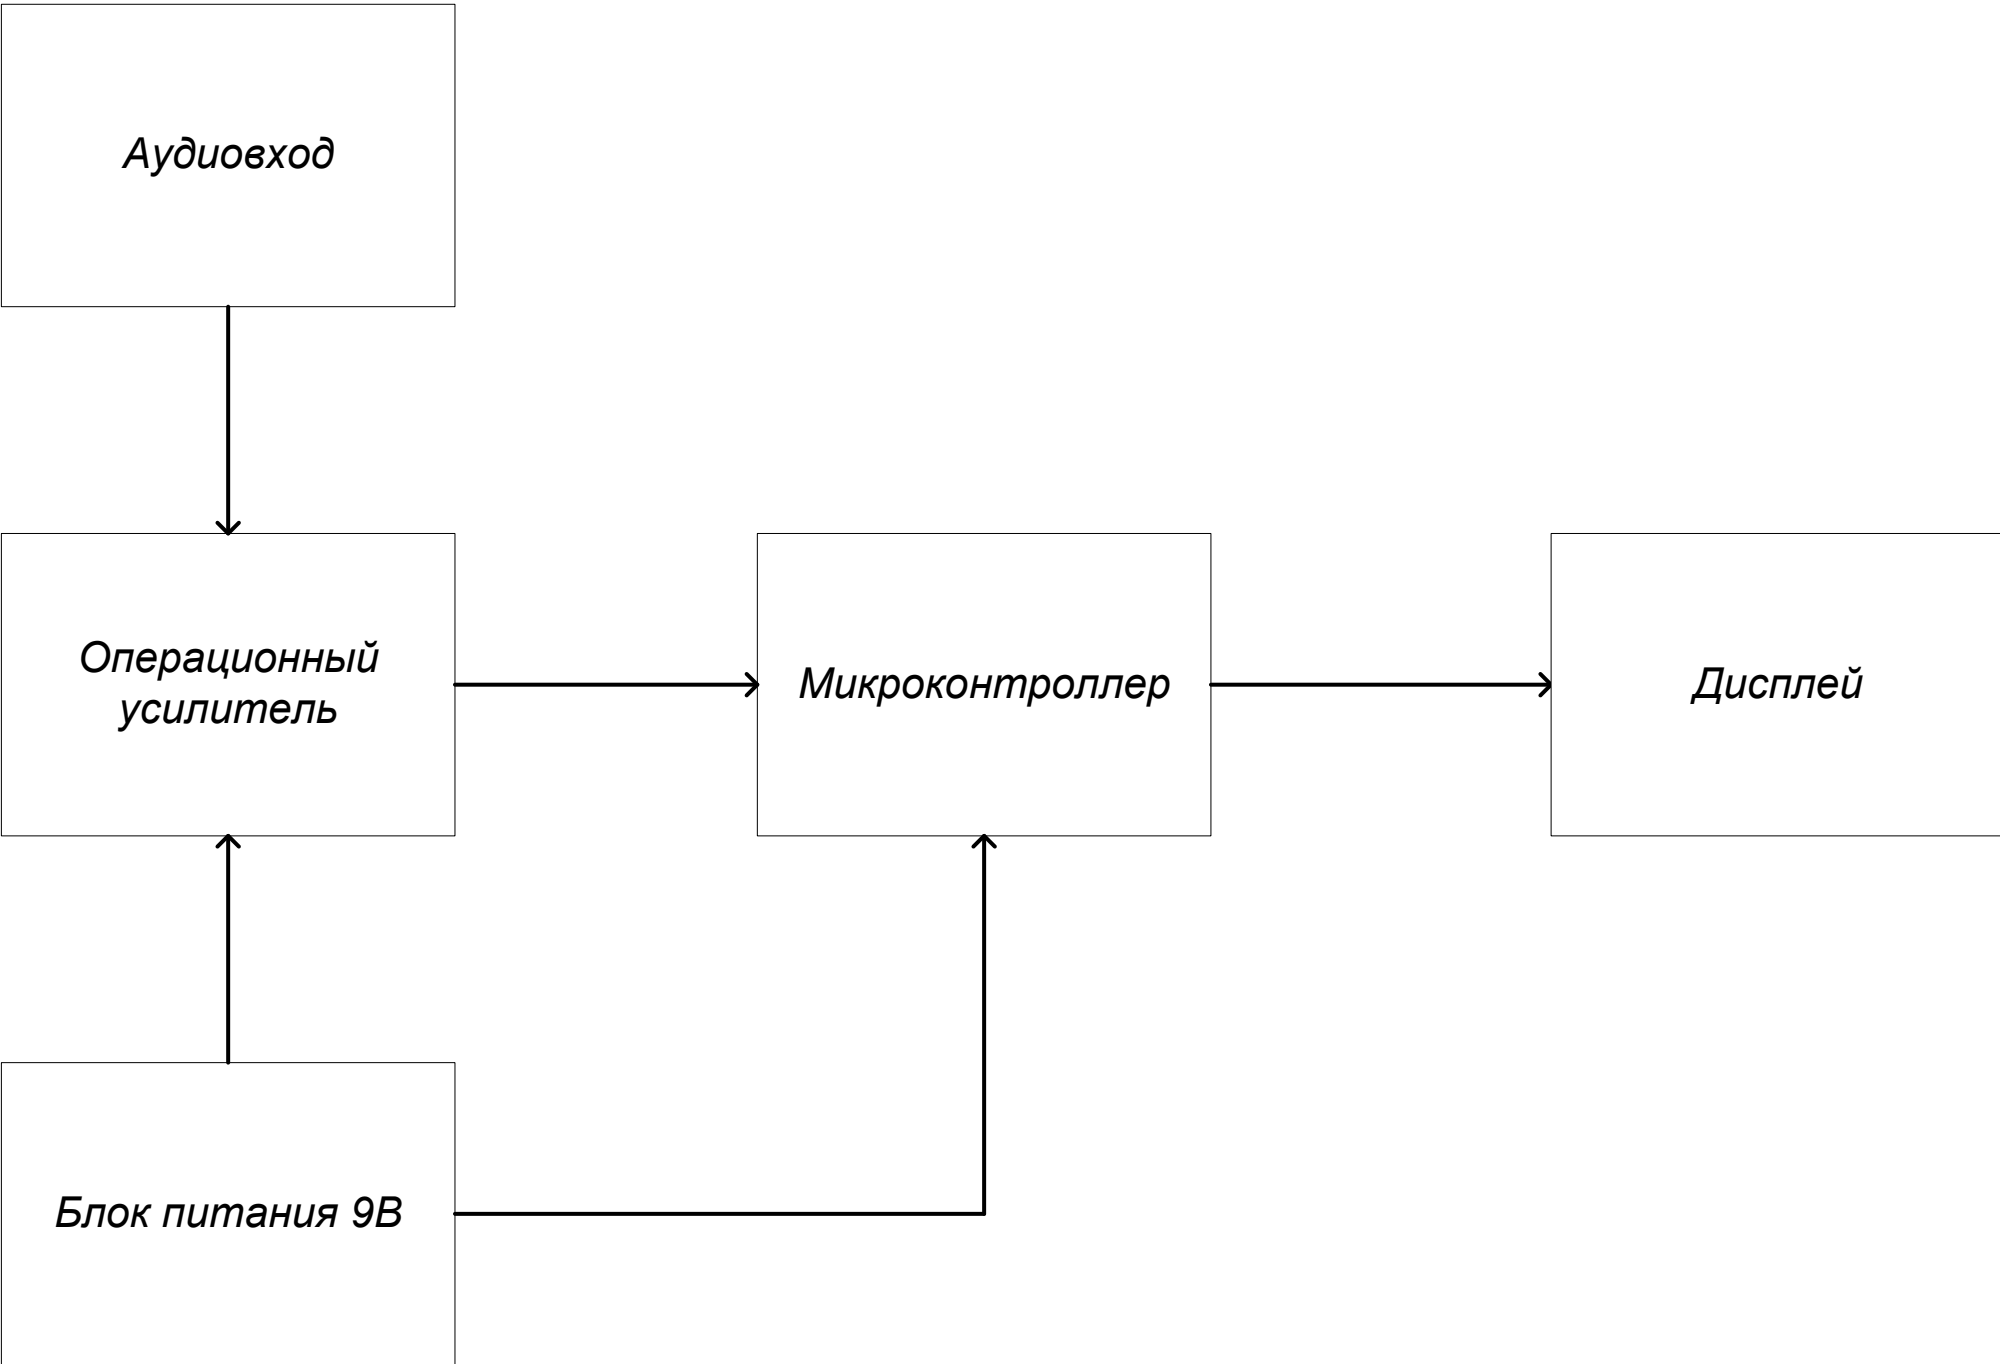 Аудиовход
Операционный
усилитель
Микроконтроллер
Дисплей
Блок питания 9В